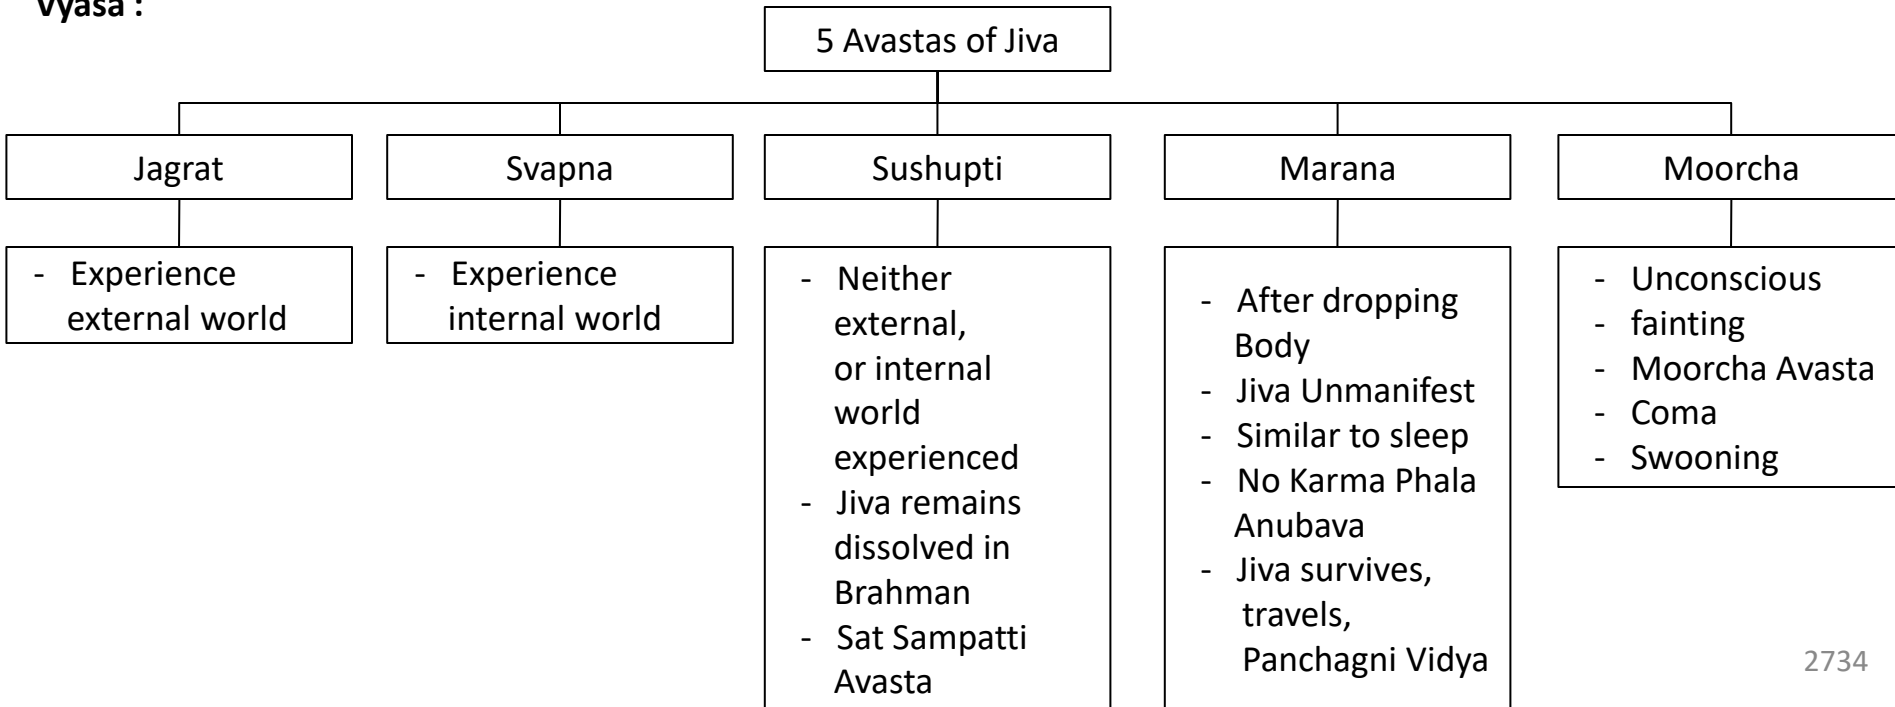 Vyasa :
5 Avastas of Jiva
Jagrat
Svapna
Sushupti
Marana
Moorcha
- Experience
external world
- Experience
internal world
- Neither
external,
or internal
world
experienced
- Jiva remains
dissolved in
Brahman
- Sat Sampatti
Avasta
- After dropping
Body
- Jiva Unmanifest
- Similar to sleep
- No Karma Phala
Anubava
- Jiva survives,
travels,
Panchagni Vidya
- Unconscious
- fainting
- Moorcha Avasta
- Coma
- Swooning
2734